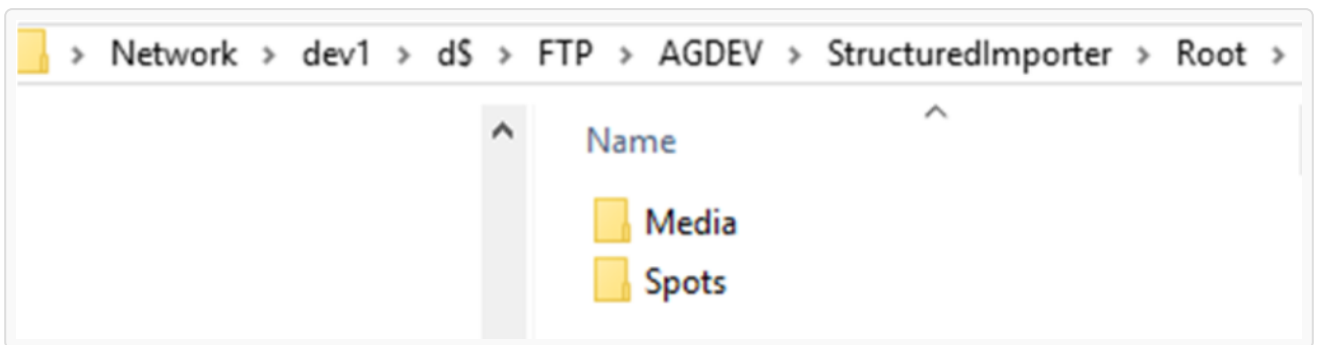 > Network > dev1 > d$ > FTP > AGDEV > StructuredImporter > Root >
Name
Media
Spots